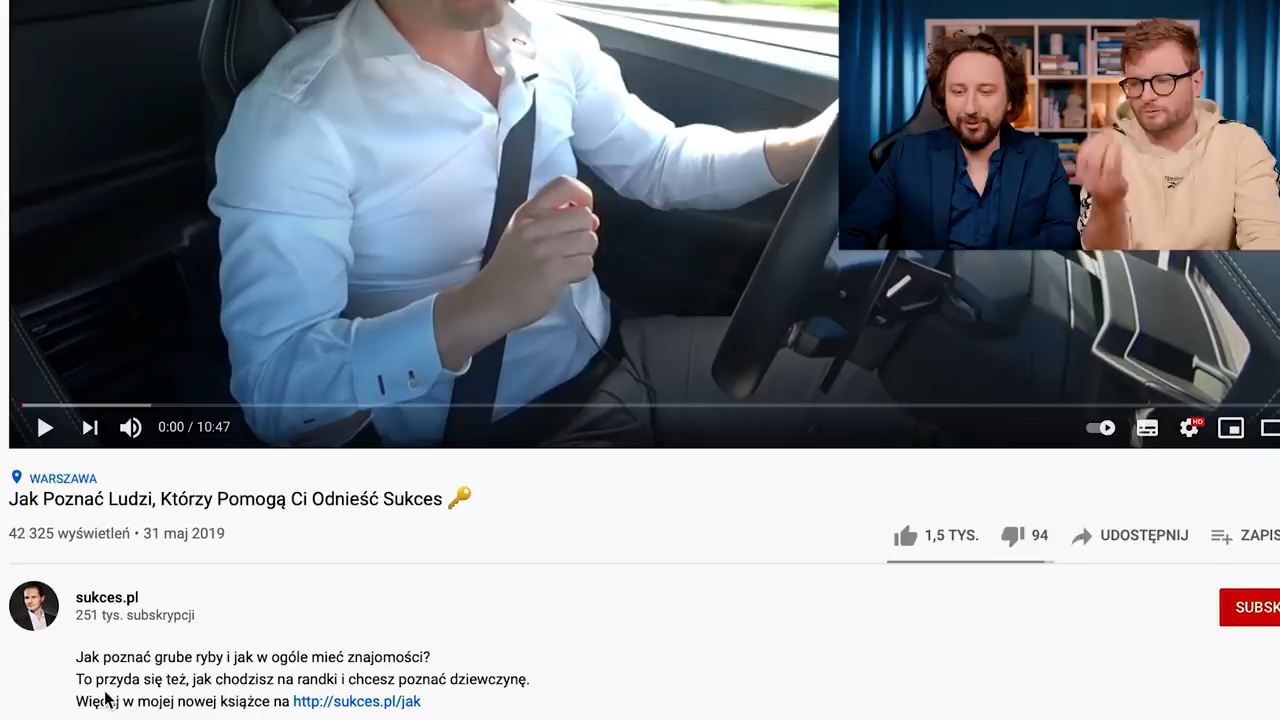 Reebok
0:00 / 10:47
HD
WARSZAWA
Jak Poznać Ludzi, Którzy Pomogą Ci Odnieść Sukces 🔑
42 325 wyświetleń • 31 maj 2019
1,5 TYS. 94 UDOSTĘPNIJ ZAPIS
sukces.pl
251 tys. subskrypcji
SUBSK
Jak poznać grube ryby i jak w ogóle mieć znajomości?
To przyda się też, jak chodzisz na randki i chcesz poznać dziewczynę.
Więcej w mojej nowej książce na http://sukces.pl/jak